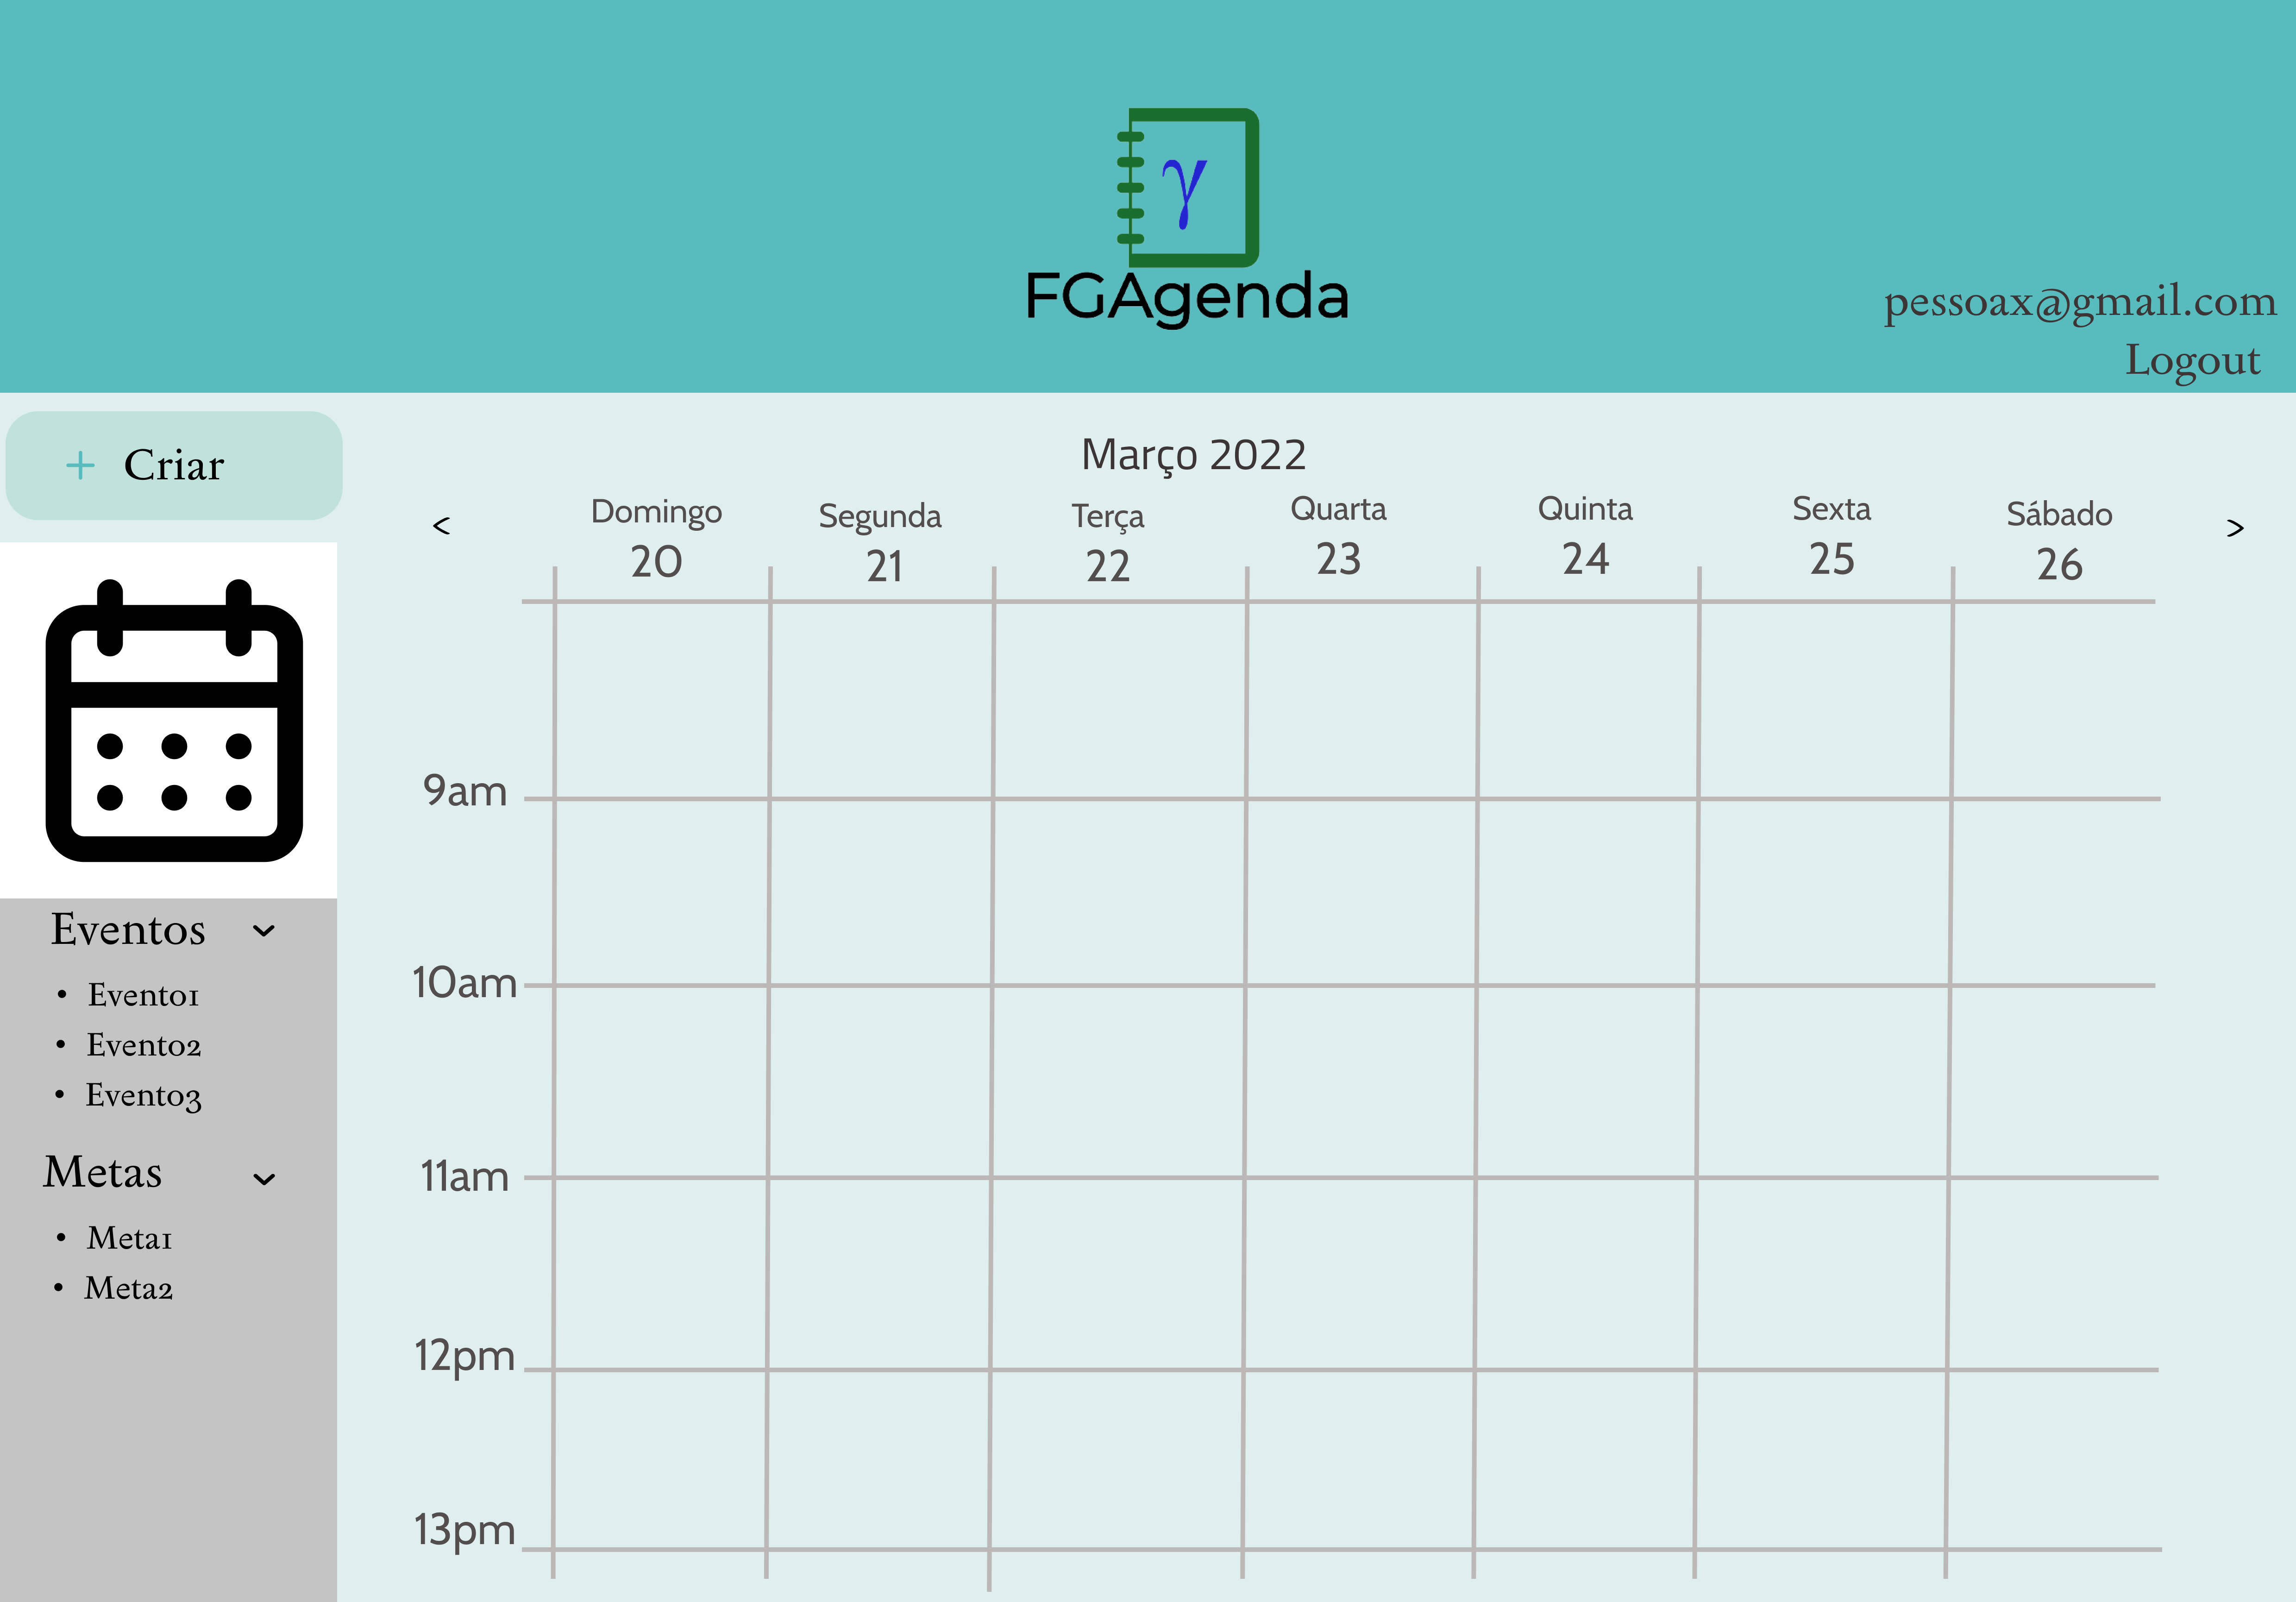 γ
FGAgenda
pessoax@gmail.com
Logout
+ Criar
Março 2022
< Domingo Segunda Terça Quarta Quinta Sexta Sábado >
20 21 22 23 24 25 26
9am
10am
11am
12pm
13pm
Eventos
• Evento1
• Evento2
• Evento3
Metas
• Meta1
• Meta2